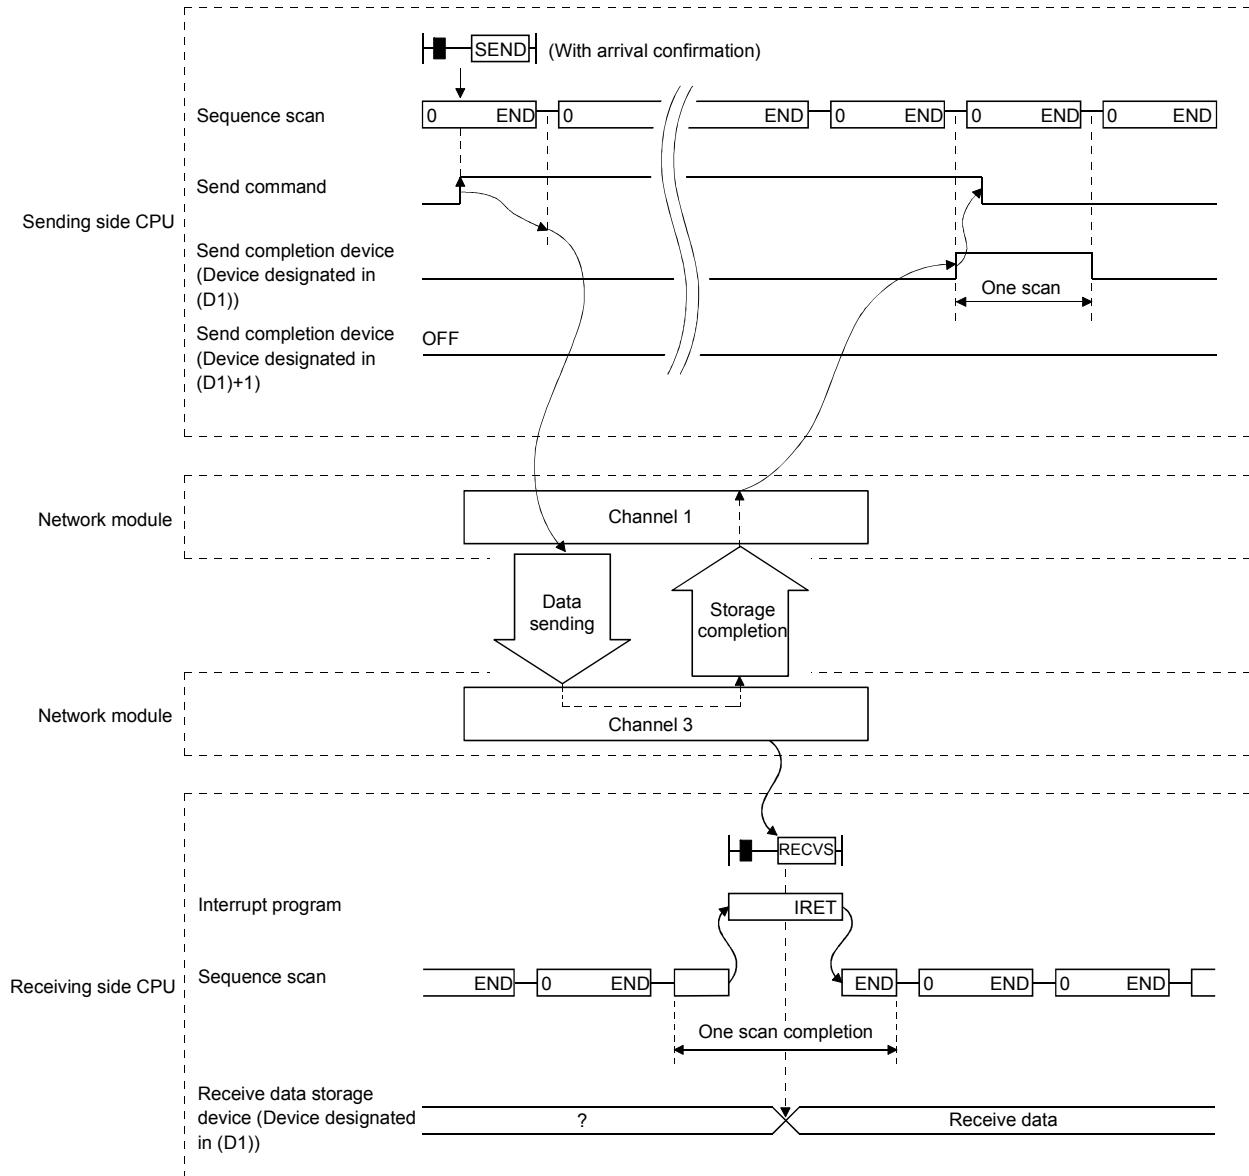 SEND (With arrival confirmation)
Sequence scan
0 END 0 END 0 END 0 END 0 END
Send command
Sending side CPU
Send completion device
(Device designated in
(D1))
One scan
Send completion device
(Device designated in
(D1)+1)
OFF
Network module
Channel 1
Data
sending
Storage
completion
Network module
Channel 3
RECVS
Interrupt program
IRET
Receiving side CPU
Sequence scan
END 0 END END 0 END 0 END
One scan completion
Receive data storage
device (Device designated
in (D1))
?
Receive data